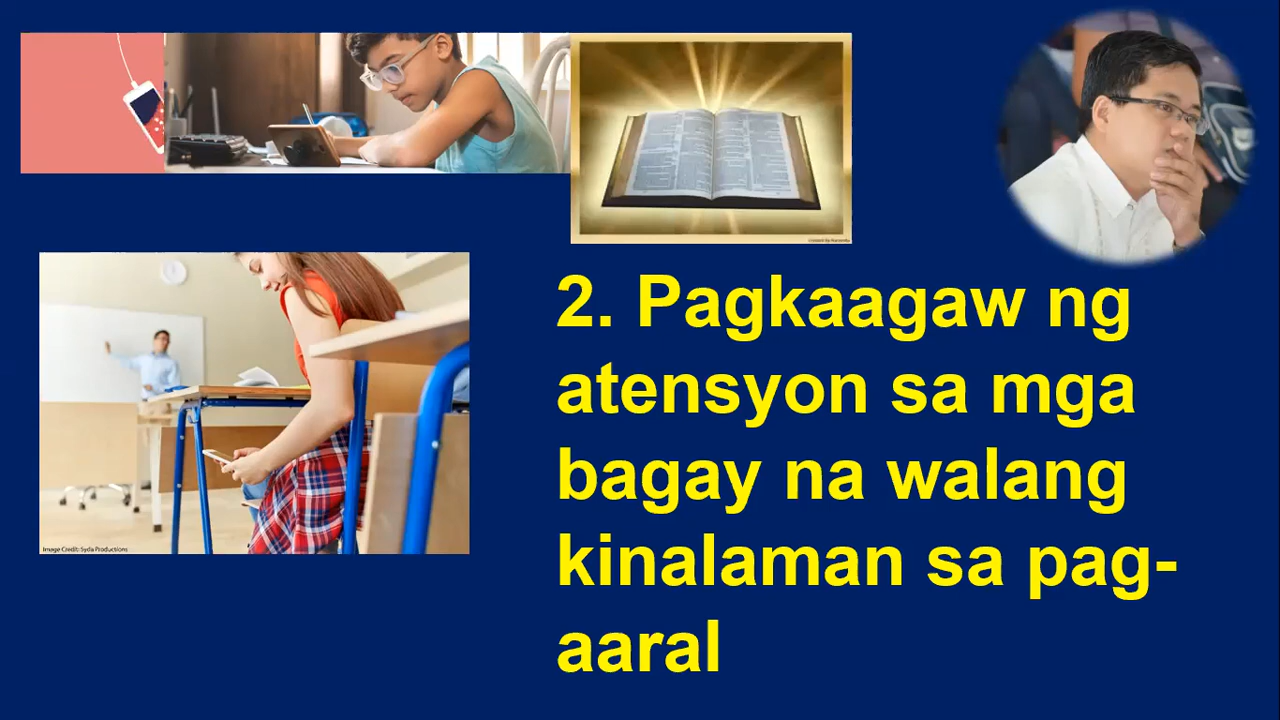 2. Pagkaagaw ng
atensyon sa mga
bagay na walang
kinalaman sa pag-
aaral
Image Credit: Syda Productions